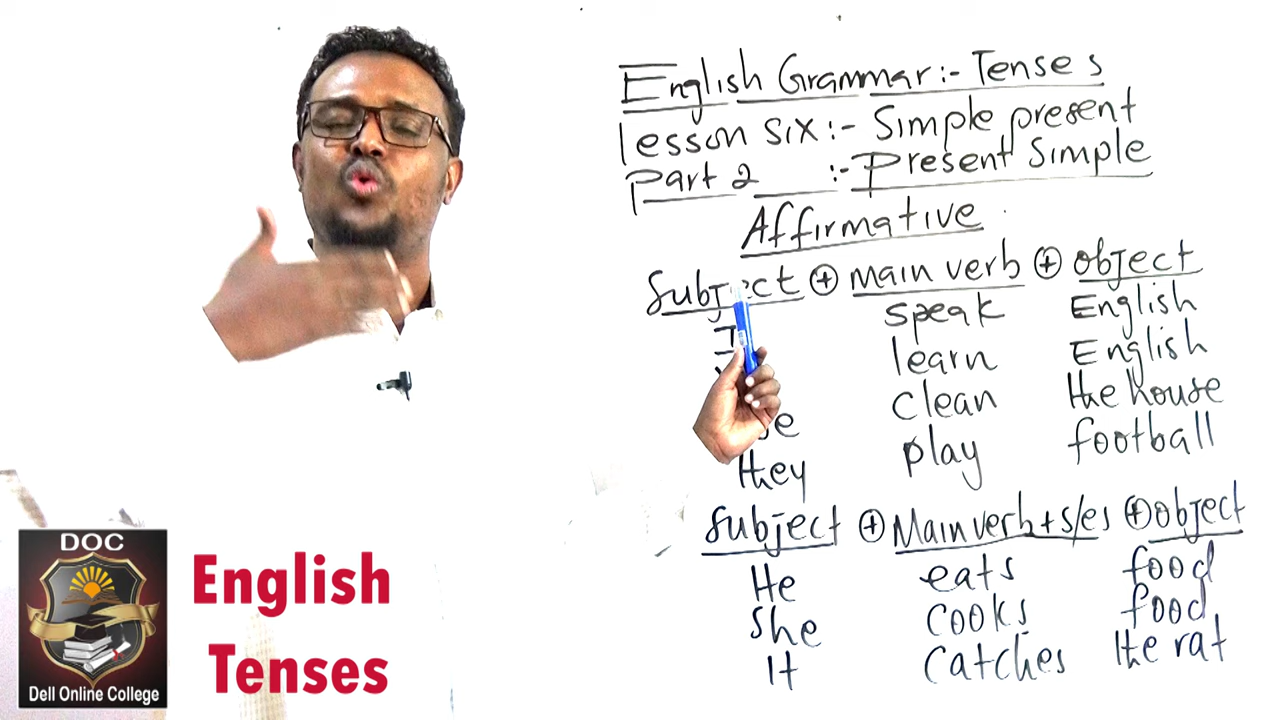 English Grammar:- Tenses
lesson six:- Simple present
Part 2 :- Present Simple
Affirmative
Subject + main verb + object
I speak English
learn English
clean the house
they play football
Subject + Main verb + s/es + object
He eats food
She cooks food
It catches the rat
DOC
Dell Online College
English
Tenses